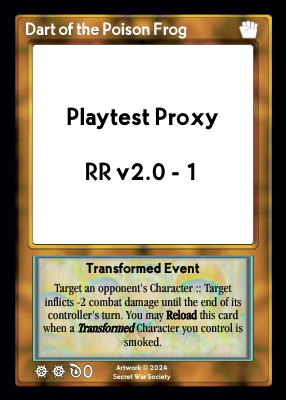 Dart of the Poison Frog
Playtest Proxy
RR v2.0 - 1
Transformed Event
Target an opponent's Character :: Target
inflicts -2 combat damage until the end of its
controller's turn. You may Reload this card
when a Transformed Character you control is
smoked.
0
Artwork © 2024
Secret War Society